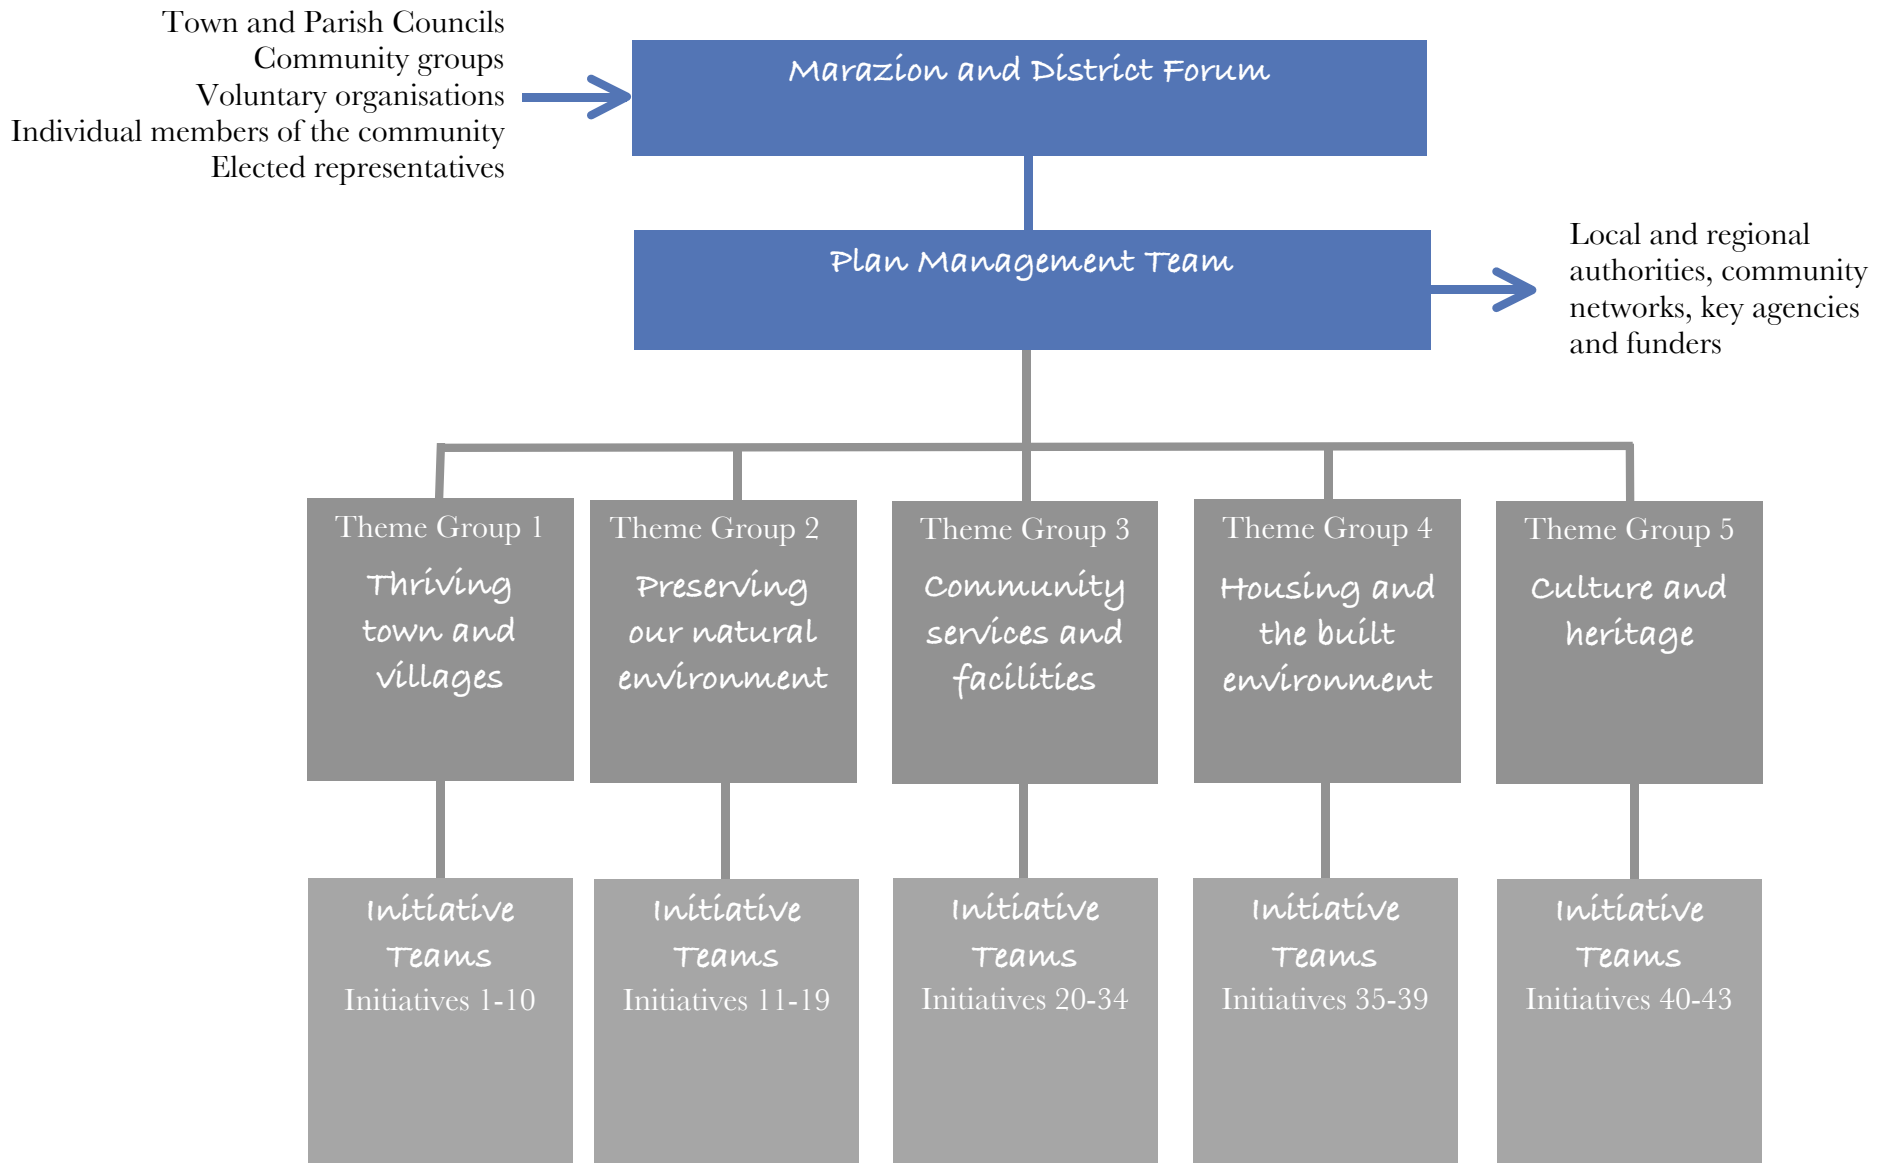 Town and Parish Councils
Community groups
Voluntary organisations
Individual members of the community
Elected representatives
Marazion and District Forum
Plan Management Team
Local and regional
authorities, community
networks, key agencies
and funders
Theme Group 1
Thriving
town and
villages
Theme Group 2
Preserving
our natural
environment
Theme Group 3
Community
services and
facilities
Theme Group 4
Housing and
the built
environment
Theme Group 5
Culture and
heritage
Initiative
Teams
Initiatives 1-10
Initiative
Teams
Initiatives 11-19
Initiative
Teams
Initiatives 20-34
Initiative
Teams
Initiatives 35-39
Initiative
Teams
Initiatives 40-43